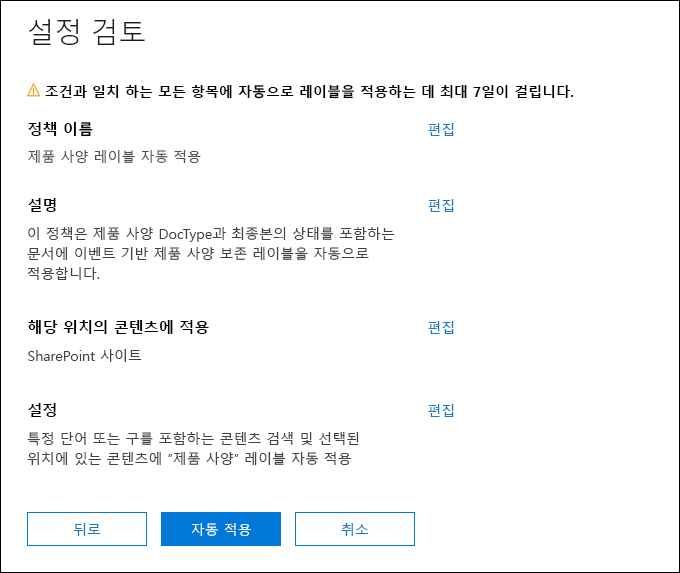 설정 검토
조건과 일치 하는 모든 항목에 자동으로 레이블을 적용하는 데 최대 7일이 걸립니다.
정책 이름 편집
제품 사양 레이블 자동 적용
설명 편집
이 정책은 제품 사양 DocType과 최종본의 상태를 포함하는
문서에 이벤트 기반 제품 사양 보존 레이블을 자동으로
적용합니다.
해당 위치의 콘텐츠에 적용 편집
SharePoint 사이트
설정 편집
특정 단어 또는 구를 포함하는 콘텐츠 검색 및 선택된
위치에 있는 콘텐츠에 “제품 사양” 레이블 자동 적용
뒤로 자동 적용 취소